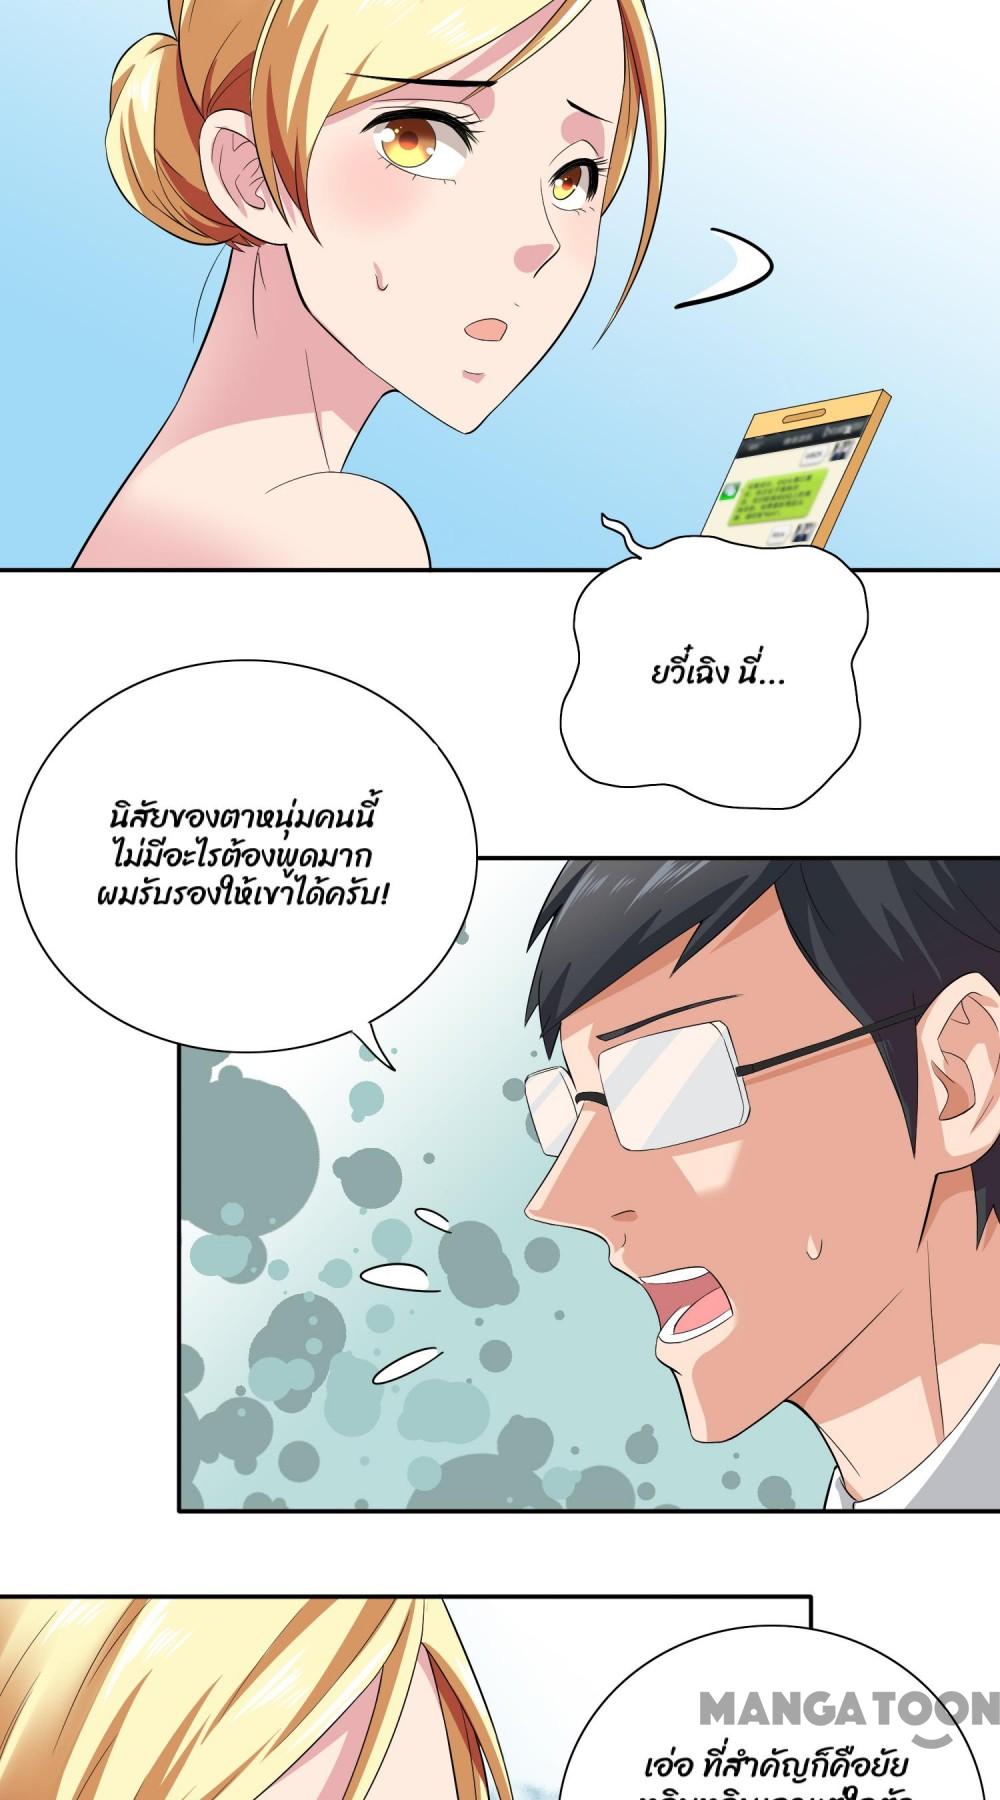 ยวี่เฉิง นี่...
นิสัยของตาหนุ่มคนนี้
ไม่มีอะไรต้องพูดมาก
ผมรับรองให้เขาได้ครับ!
MANGATOON
เอ่อ ที่สำคัญก็คือยัย